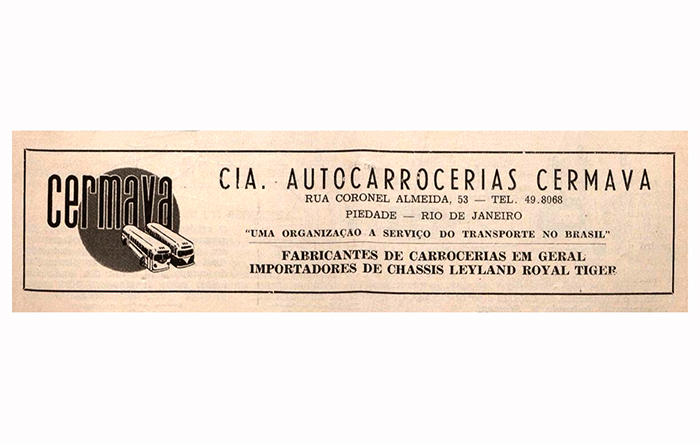 cermava
CIA. AUTOCARROCERIAS CERMAVA
RUA CORONEL ALMEIDA, 53 — TEL. 49.8068
PIEDADE — RIO DE JANEIRO
"UMA ORGANIZAÇÃO A SERVIÇO DO TRANSPORTE NO BRASIL"
FABRICANTES DE CARROCERIAS EM GERAL
IMPORTADORES DE CHASSIS LEYLAND ROYAL TIGER